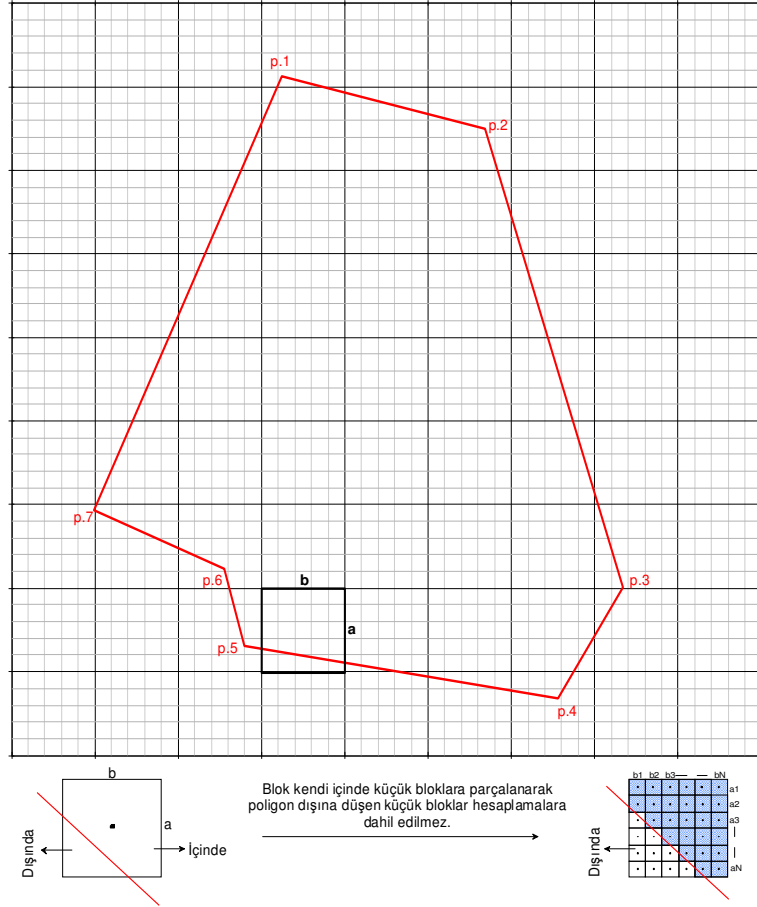 p.1
p.2
p.7
p.6
b
p.3
a
p.5
p.4
b
a
Dışında
İçinde
Blok kendi içinde küçük bloklara parçalanarak
poligon dışına düşen küçük bloklar hesaplamalara
dahil edilmez.
b1 b2 b3 — — bN
a1
a2
a3
|
|
aN
Dışında